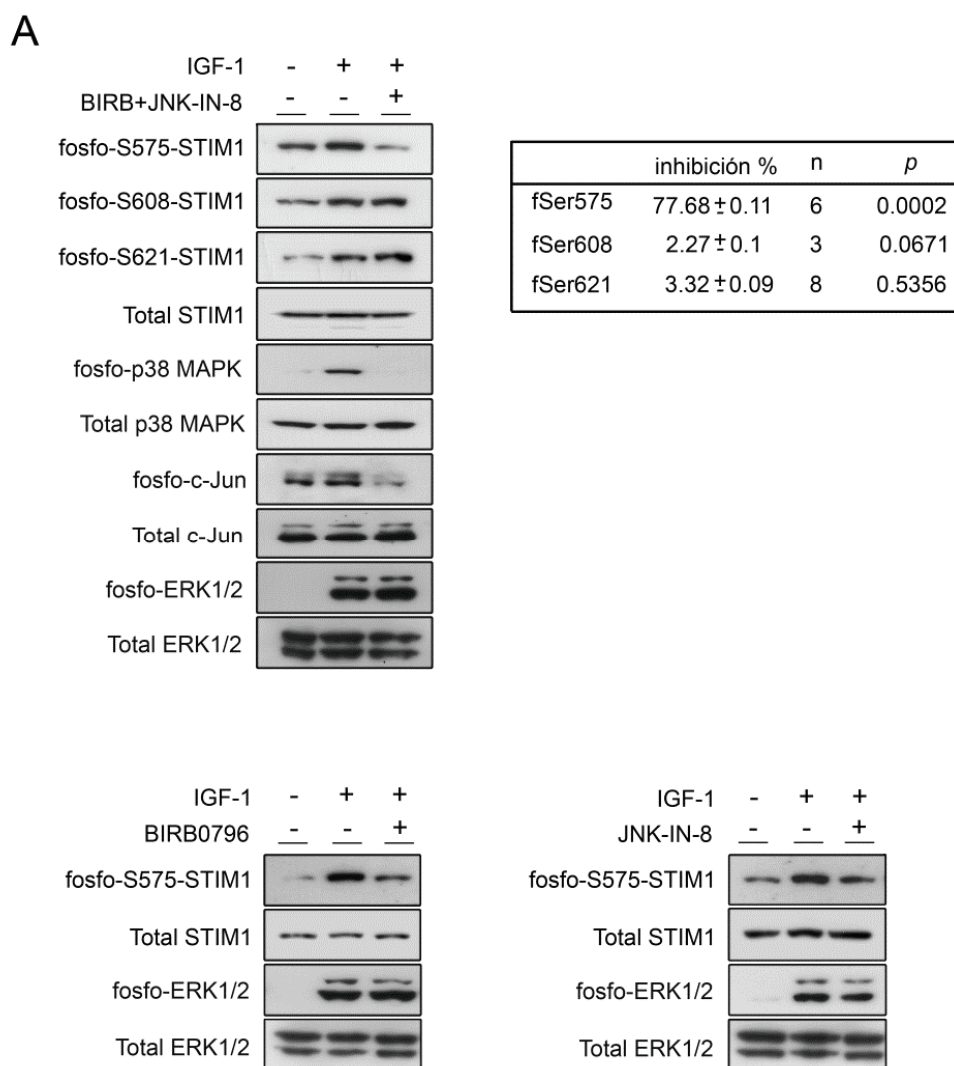 A
IGF-1 - + +
BIRB+JNK-IN-8 - - +
fosfo-S575-STIM1
fosfo-S608-STIM1
fosfo-S621-STIM1
Total STIM1
fosfo-p38 MAPK
Total p38 MAPK
fosfo-c-Jun
Total c-Jun
fosfo-ERK1/2
Total ERK1/2
inhibición % n p
fSer575 77.68±0.11 6 0.0002
fSer608 2.27±0.1 3 0.0671
fSer621 3.32±0.09 8 0.5356
IGF-1 - + +
BIRB0796 - - +
fosfo-S575-STIM1
Total STIM1
fosfo-ERK1/2
Total ERK1/2
IGF-1 - + +
JNK-IN-8 - - +
fosfo-S575-STIM1
Total STIM1
fosfo-ERK1/2
Total ERK1/2